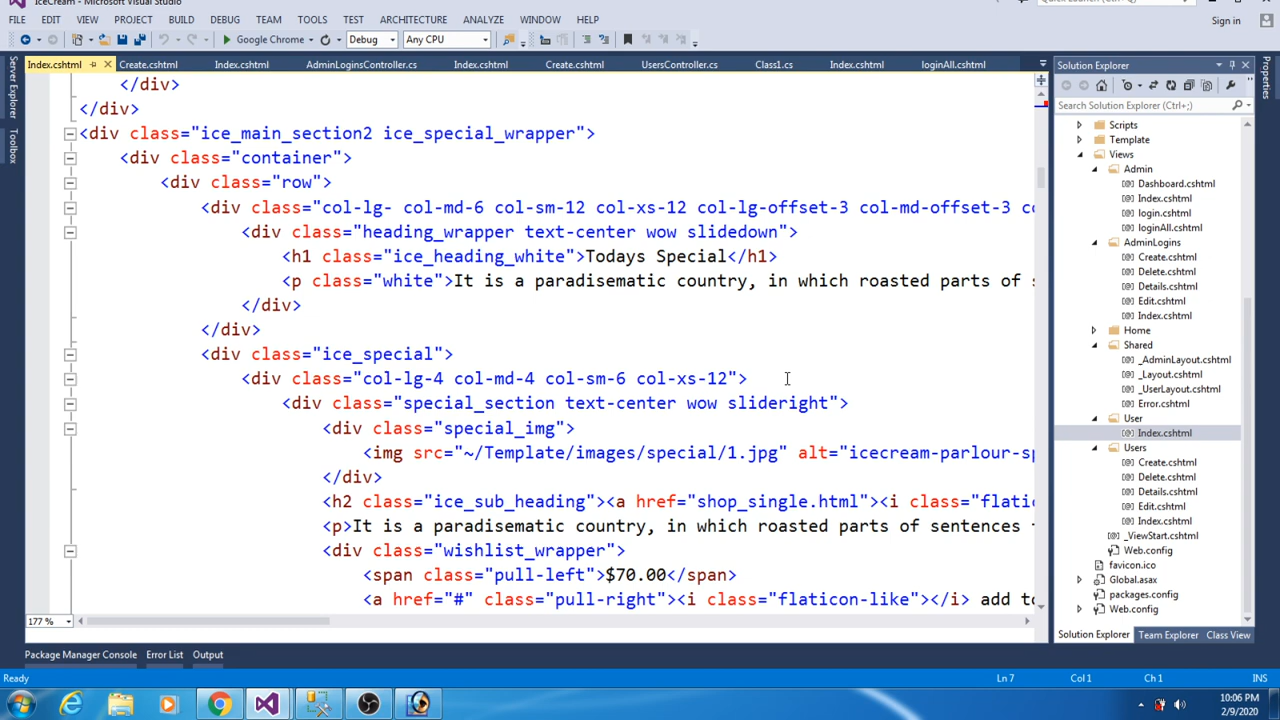 IceCream - Microsoft Visual Studio
Quick Launch (Ctrl+Q)
FILE EDIT VIEW PROJECT BUILD DEBUG TEAM TOOLS TEST ARCHITECTURE ANALYZE WINDOW HELP Sign in
Google Chrome Debug Any CPU
Index.cshtml Create.cshtml Index.cshtml AdminLoginsController.cs Index.cshtml Create.cshtml UsersController.cs Class1.cs Index.cshtml loginAll.cshtml
Server Explorer
Toolbox
</div>
</div>
<div class="ice_main_section2 ice_special_wrapper">
<div class="container">
<div class="row">
<div class="col-lg- col-md-6 col-sm-12 col-xs-12 col-lg-offset-3 col-md-offset-3 co
<div class="heading_wrapper text-center wow slidedown">
<h1 class="ice_heading_white">Todays Special</h1>
<p class="white">It is a paradisematic country, in which roasted parts of s
</div>
</div>
<div class="ice_special">
<div class="col-lg-4 col-md-4 col-sm-6 col-xs-12">
<div class="special_section text-center wow slideright">
<div class="special_img">
<img src="~/Template/images/special/1.jpg" alt="icecream-parlour-sp
</div>
<h2 class="ice_sub_heading"><a href="shop_single.html"><i class="flati
<p>It is a paradisematic country, in which roasted parts of sentences
<div class="wishlist_wrapper">
<span class="pull-left">$70.00</span>
<a href="#" class="pull-right"><i class="flaticon-like"></i> add to
177 %
Solution Explorer
Search Solution Explorer (Ctrl+;)
Scripts
Template
Views
Admin
Dashboard.cshtml
Index.cshtml
login.cshtml
loginAll.cshtml
AdminLogins
Create.cshtml
Delete.cshtml
Details.cshtml
Edit.cshtml
Index.cshtml
Home
Shared
_AdminLayout.cshtml
_Layout.cshtml
_UserLayout.cshtml
Error.cshtml
User
Index.cshtml
Users
Create.cshtml
Delete.cshtml
Details.cshtml
Edit.cshtml
Index.cshtml
_ViewStart.cshtml
Web.config
favicon.ico
Global.asax
packages.config
Web.config
Solution Explorer Team Explorer Class View
Properties
Package Manager Console Error List Output
Ready Ln 7 Col 1 Ch 1 INS
10:06 PM
2/9/2020